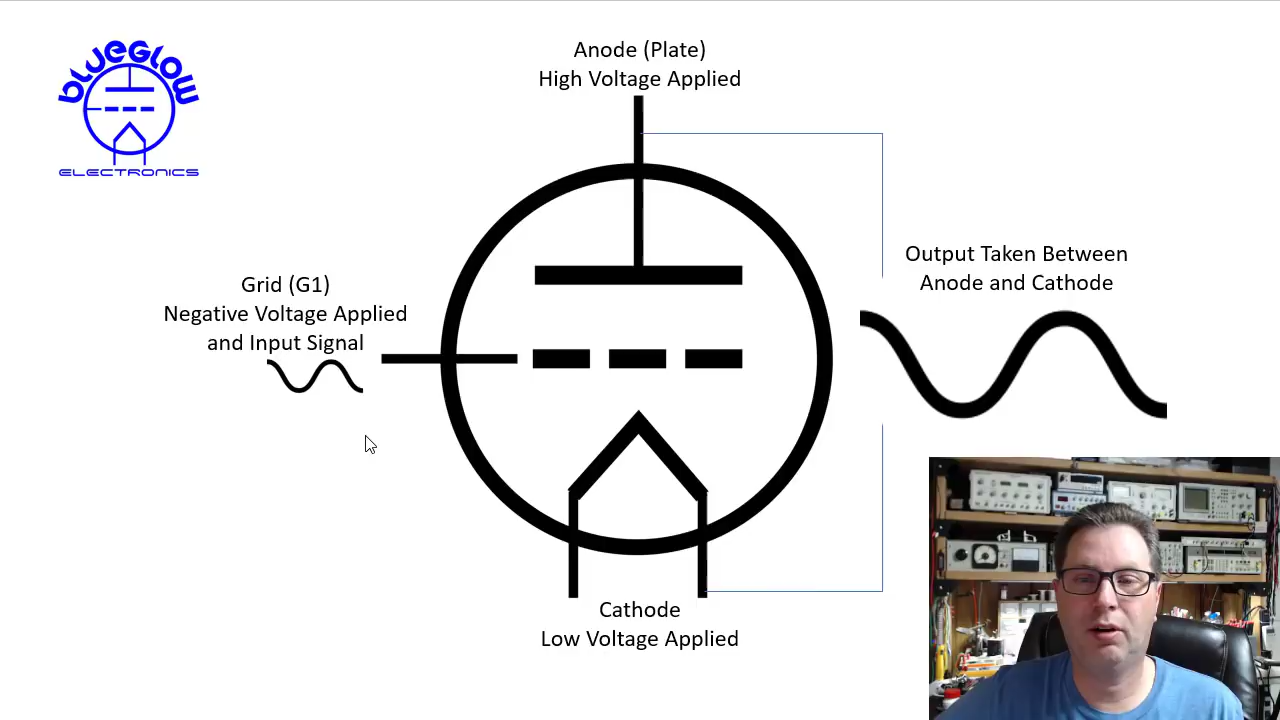 BLUEGLOW
ELECTRONICS
Anode (Plate)
High Voltage Applied
Grid (G1)
Negative Voltage Applied
and Input Signal
Output Taken Between
Anode and Cathode
Cathode
Low Voltage Applied